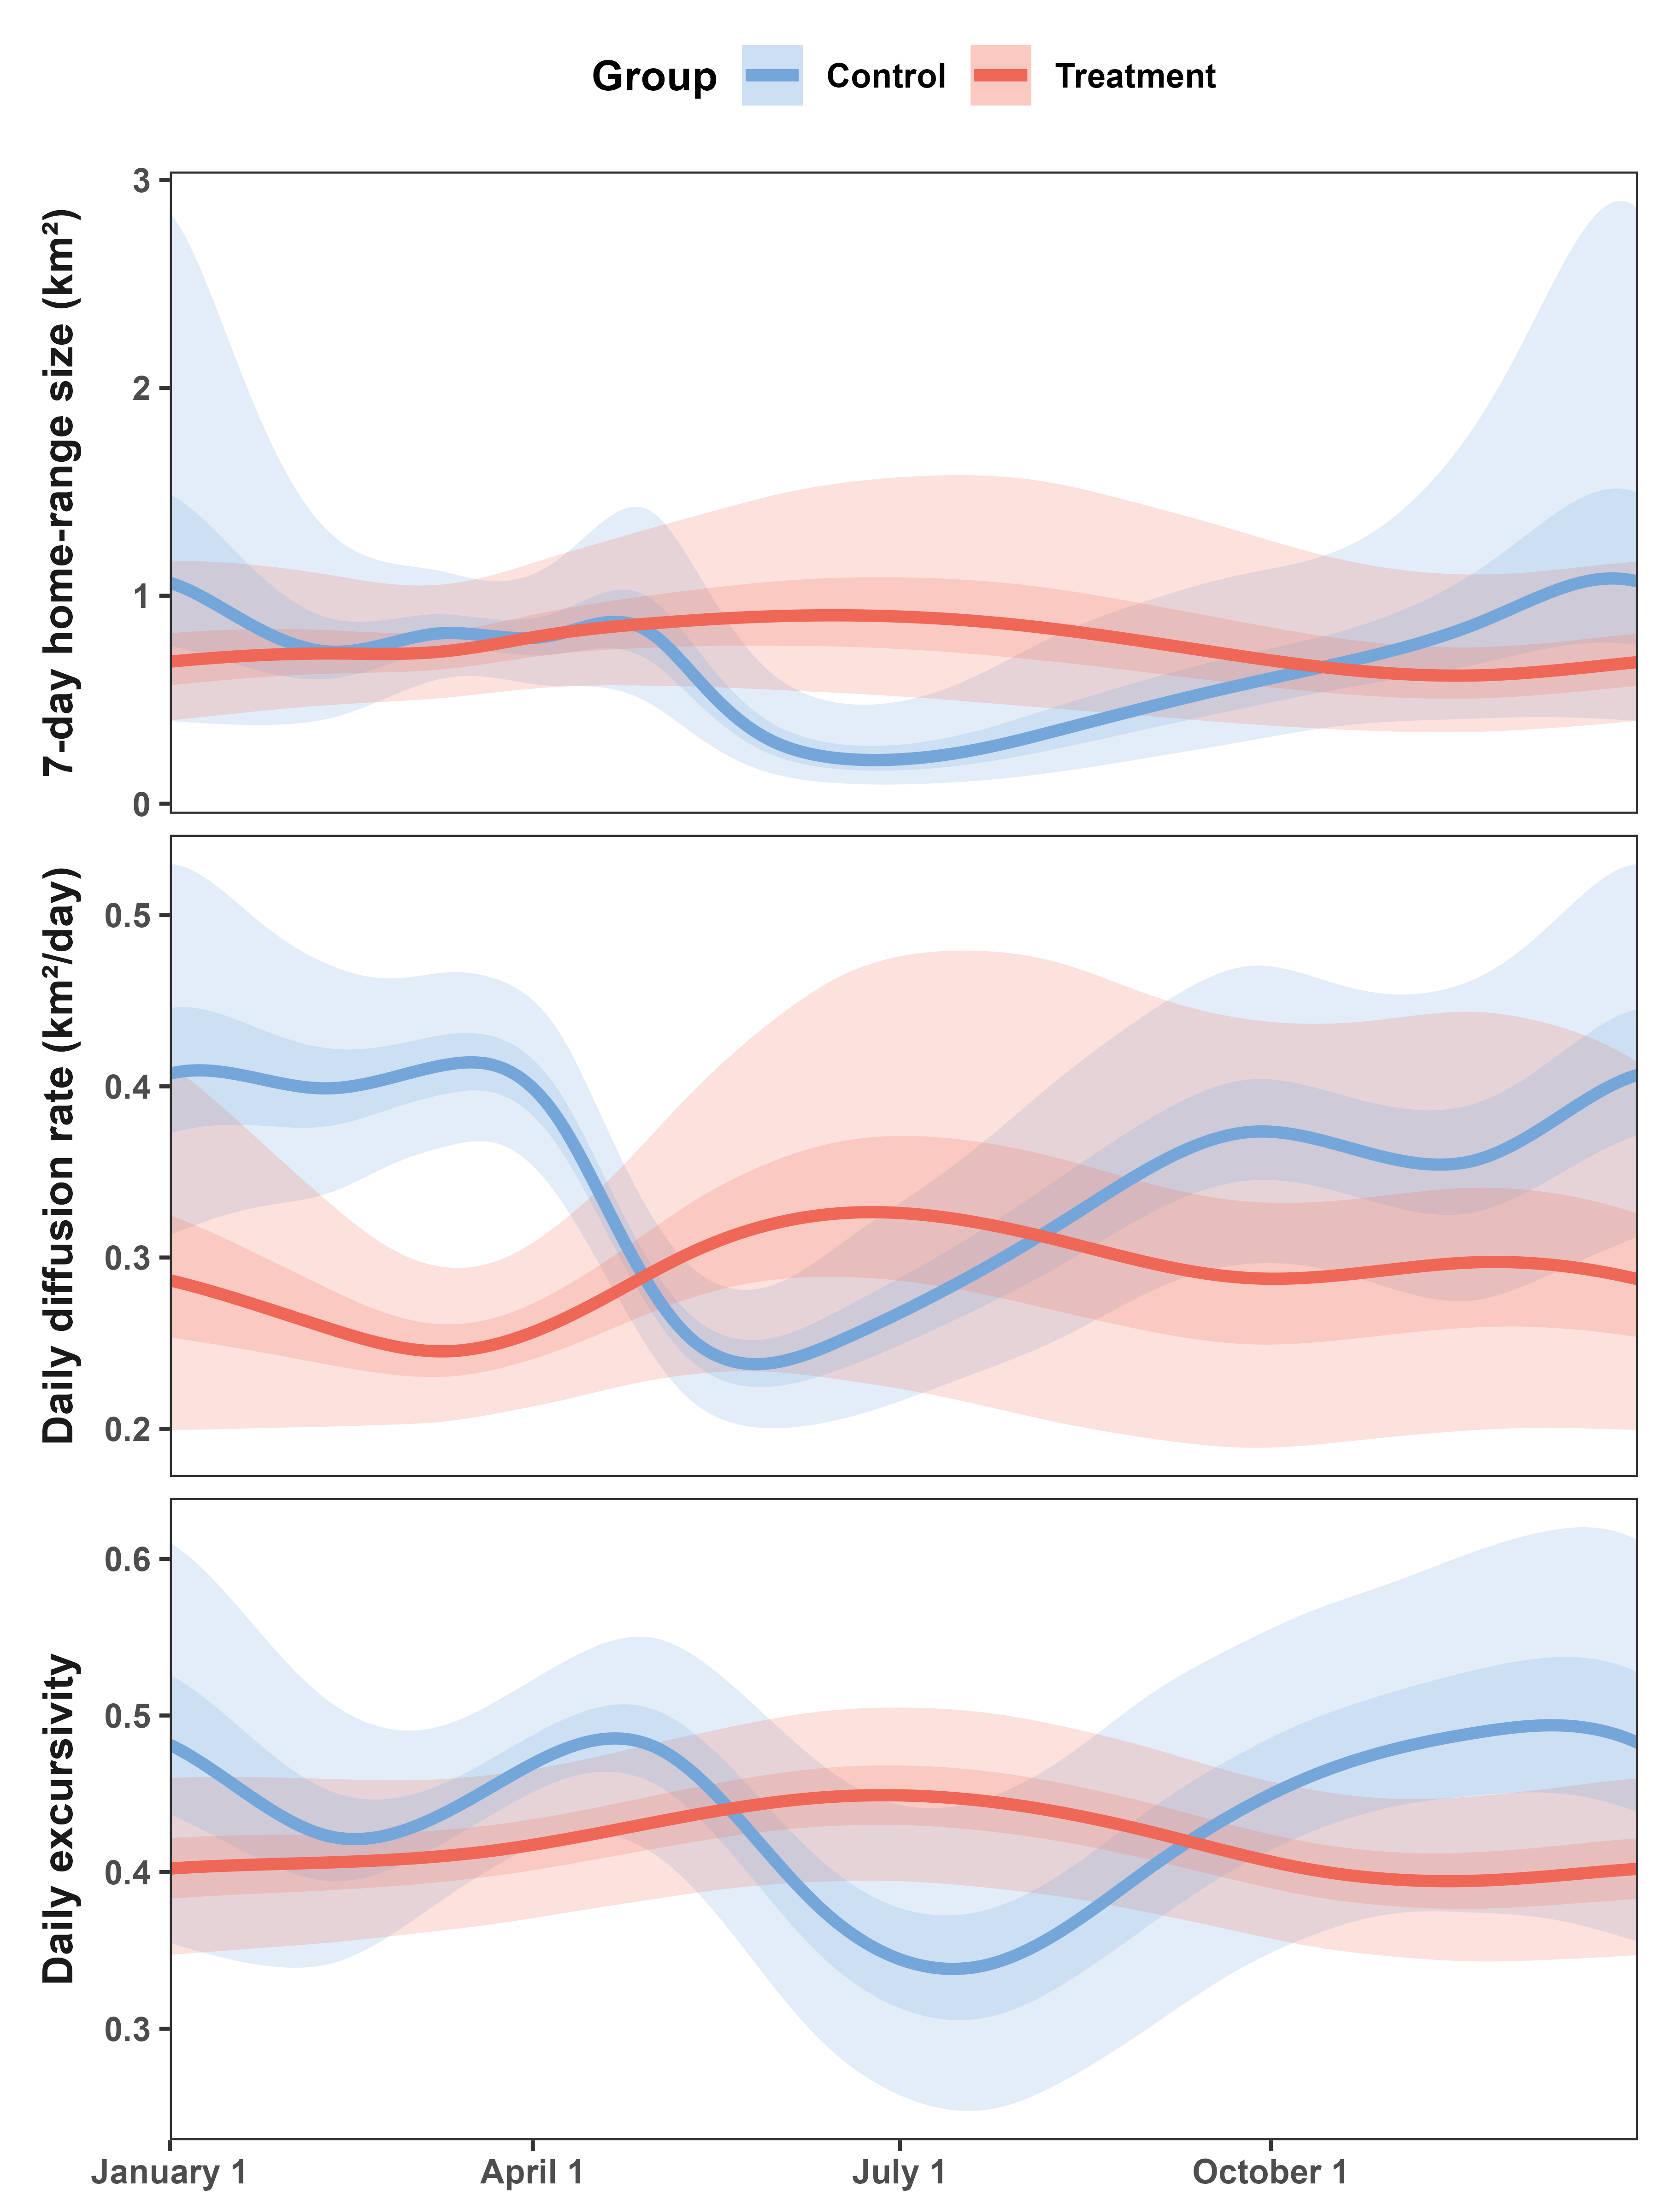 Group Control Treatment
7-day home-range size (km²)
3
2
1
0
Daily diffusion rate (km²/day)
0.5
0.4
0.3
0.2
Daily excursivity
0.6
0.5
0.4
0.3
January 1 April 1 July 1 October 1